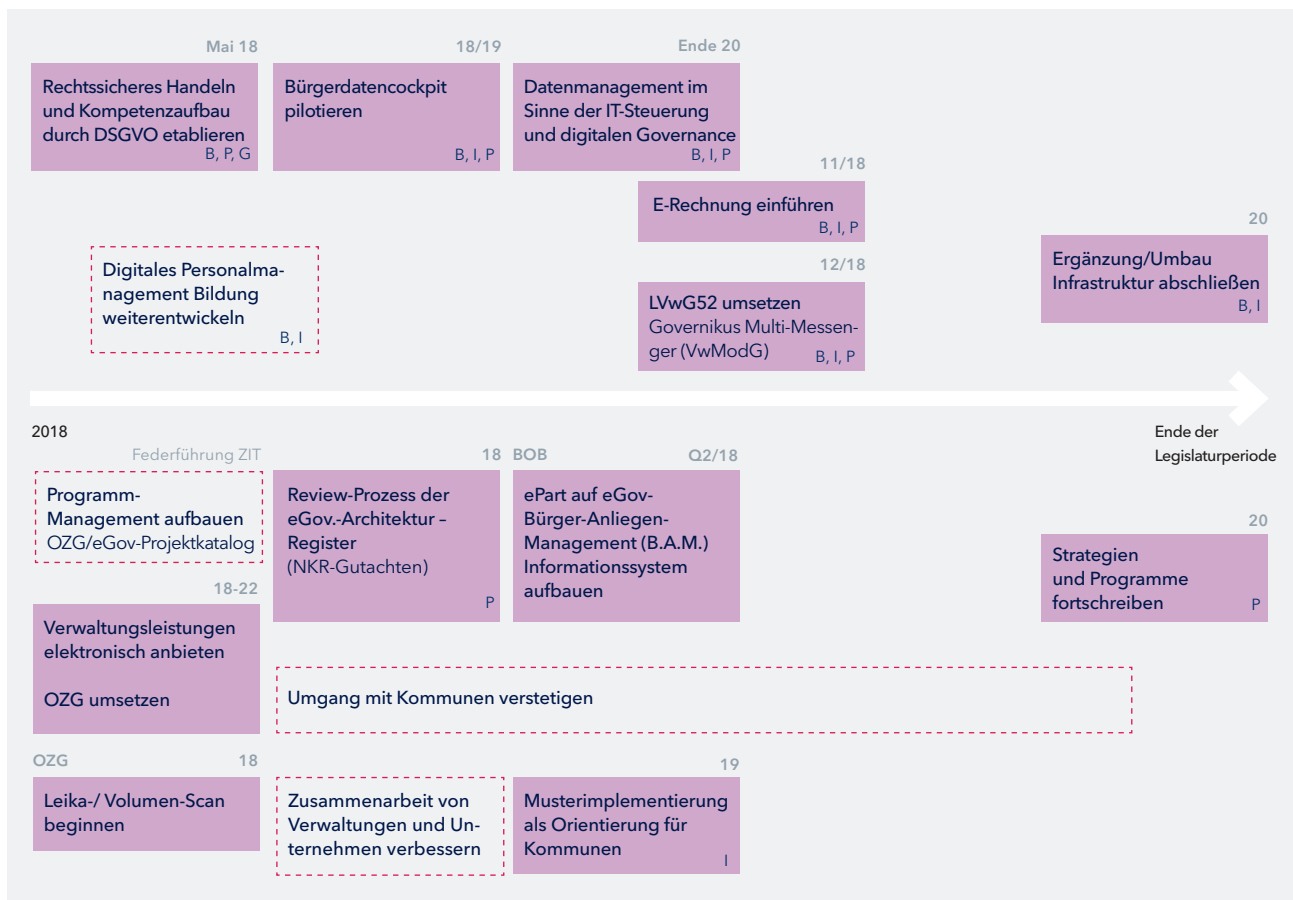 Mai 18
Rechtssicheres Handeln
und Kompetenzaufbau
durch DSGVO etablieren
B, P, G
18/19
Bürgerdatencockpit
pilotieren
B, I, P
Ende 20
Datenmanagement im
Sinne der IT-Steuerung
und digitalen Governance
B, I, P
11/18
E-Rechnung einführen
B, I, P
Digitales Personalma-
nagement Bildung
weiterentwickeln
B, I
12/18
LVwG52 umsetzen
Governikus Multi-Messen-
ger (VwModG)
B, I, P
20
Ergänzung/Umbau
Infrastruktur abschließen
B, I
2018
Ende der
Legislaturperiode
Federführung ZIT
Programm-
Management aufbauen
OZG/eGov-Projektkatalog
18
Review-Prozess der
eGov.-Architektur –
Register
(NKR-Gutachten)
P
BOB
Q2/18
ePart auf eGov-
Bürger-Anliegen-
Management (B.A.M.)
Informationssystem
aufbauen
20
Strategien
und Programme
fortschreiben
P
18-22
Verwaltungsleistungen
elektronisch anbieten
OZG umsetzen
Umgang mit Kommunen verstetigen
OZG
18
Leika-/ Volumen-Scan
beginnen
Zusammenarbeit von
Verwaltungen und Un-
ternehmen verbessern
19
Musterimplementierung
als Orientierung für
Kommunen
I